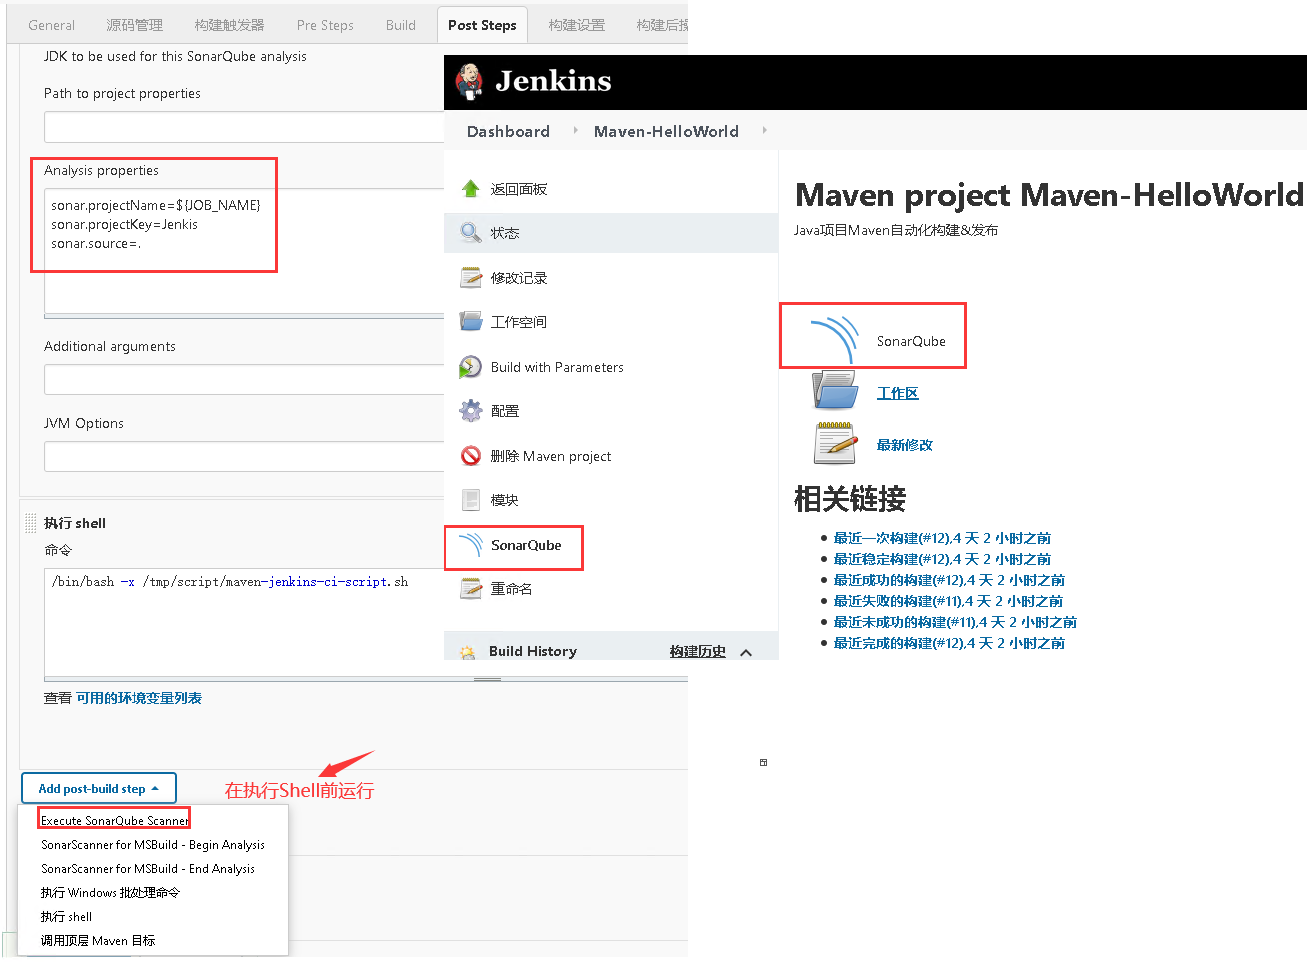 General 源码管理 构建触发器 Pre Steps Build Post Steps 构建设置 构建后操
JDK to be used for this SonarQube analysis
Path to project properties
Analysis properties
sonar.projectName=${JOB_NAME}
sonar.projectKey=Jenkis
sonar.source=.
Additional arguments
JVM Options
执行 shell
命令
/bin/bash -x /tmp/script/maven-jenkins-ci-script.sh
查看 可用的环境变量列表
Add post-build step
在执行Shell前运行
Execute SonarQube Scanner
SonarScanner for MSBuild - Begin Analysis
SonarScanner for MSBuild - End Analysis
执行 Windows 批处理命令
执行 shell
调用顶层 Maven 目标
Jenkins
Dashboard Maven-HelloWorld
返回面板
状态
修改记录
工作空间
Build with Parameters
配置
删除 Maven project
模块
SonarQube
重命名
Build History 构建历史
Maven project Maven-HelloWorld
Java项目Maven自动化构建&发布
SonarQube
工作区
最新修改
相关链接
最近一次构建(#12),4 天 2 小时之前
最近稳定构建(#12),4 天 2 小时之前
最近成功的构建(#12),4 天 2 小时之前
最近失败的构建(#11),4 天 2 小时之前
最近未成功的构建(#11),4 天 2 小时之前
最近完成的构建(#12),4 天 2 小时之前